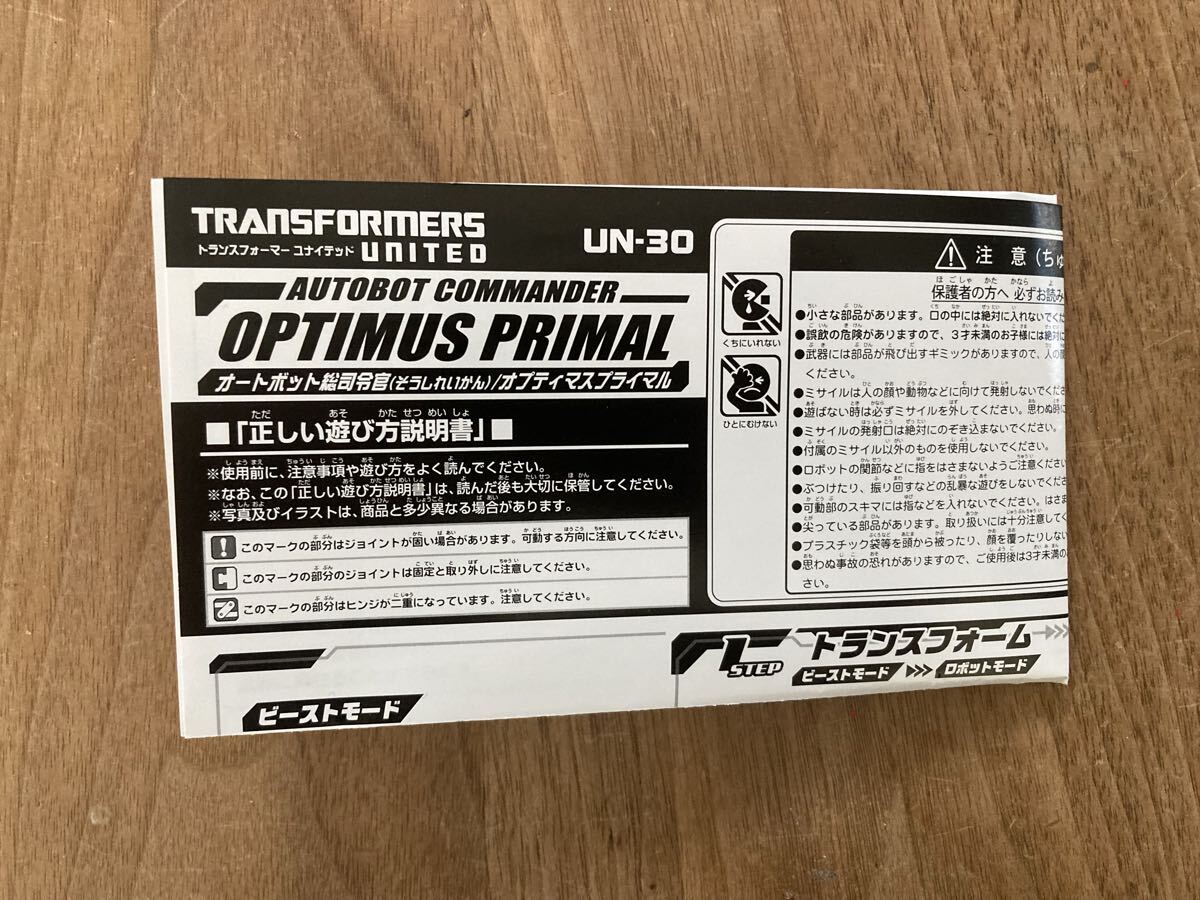 TRANSFORMERS
トランスフォーマー ユナイテッド UNITED
UN-30
AUTOBOT COMMANDER
OPTIMUS PRIMAL
オートボット総司令官(そうしれいかん)/オプティマスプライマル
■「正しい遊び方説明書」■
※使用前に、注意事項や遊び方をよく読んでください。
※なお、この「正しい遊び方説明書」は、読んだ後も大切に保管してください。
※写真及びイラストは、商品と多少異なる場合があります。
このマークの部分はジョイントが固い場合があります。可動する方向に注意してください。
このマークの部分のジョイントは固定と取り外しに注意してください。
このマークの部分はヒンジが二重になっています。注意してください。
くちにいれない
ひとにむけない
注 意(ちゅ
保護者の方へ 必ずお読み
●小さな部品があります。口の中には絶対に入れないでくだ
●誤飲の危険がありますので、3才未満のお子様には絶対に
●武器には部品が飛び出すギミックがありますので、人の顔
ください。
●ミサイルは人の顔や動物などに向けて発射しないでくださ
●遊ばない時は必ずミサイルを外してください。思わぬ時に
●ミサイルの発射口は絶対にのぞき込まないでください。
●付属のミサイル以外のものを使用しないでください。
●ロボットの関節などに指をはさまないようご注意ください
●ぶつけたり、振り回すなどの乱暴な遊びをしないでくださ
●可動部のスキマには指などを入れないでください。はさま
●尖っている部品があります。取り扱いには十分注意してく
●プラスチック袋等を頭から被ったり、顔を覆ったりしない
●思わぬ事故の恐れがありますので、ご使用後は3才未満の
さい。
ビーストモード
1 STEP
トランスフォーム
ビーストモード
ロボットモード